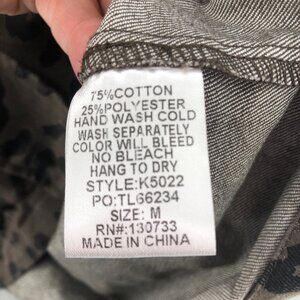 75%COTTON
25%POLYESTER
HAND WASH COLD
WASH SEPARATELY
COLOR WILL BLEED
NO BLEACH
HANG TO DRY
STYLE:K5022
PO:TL66234
SIZE: M
RN#:130733
MADE IN CHINA